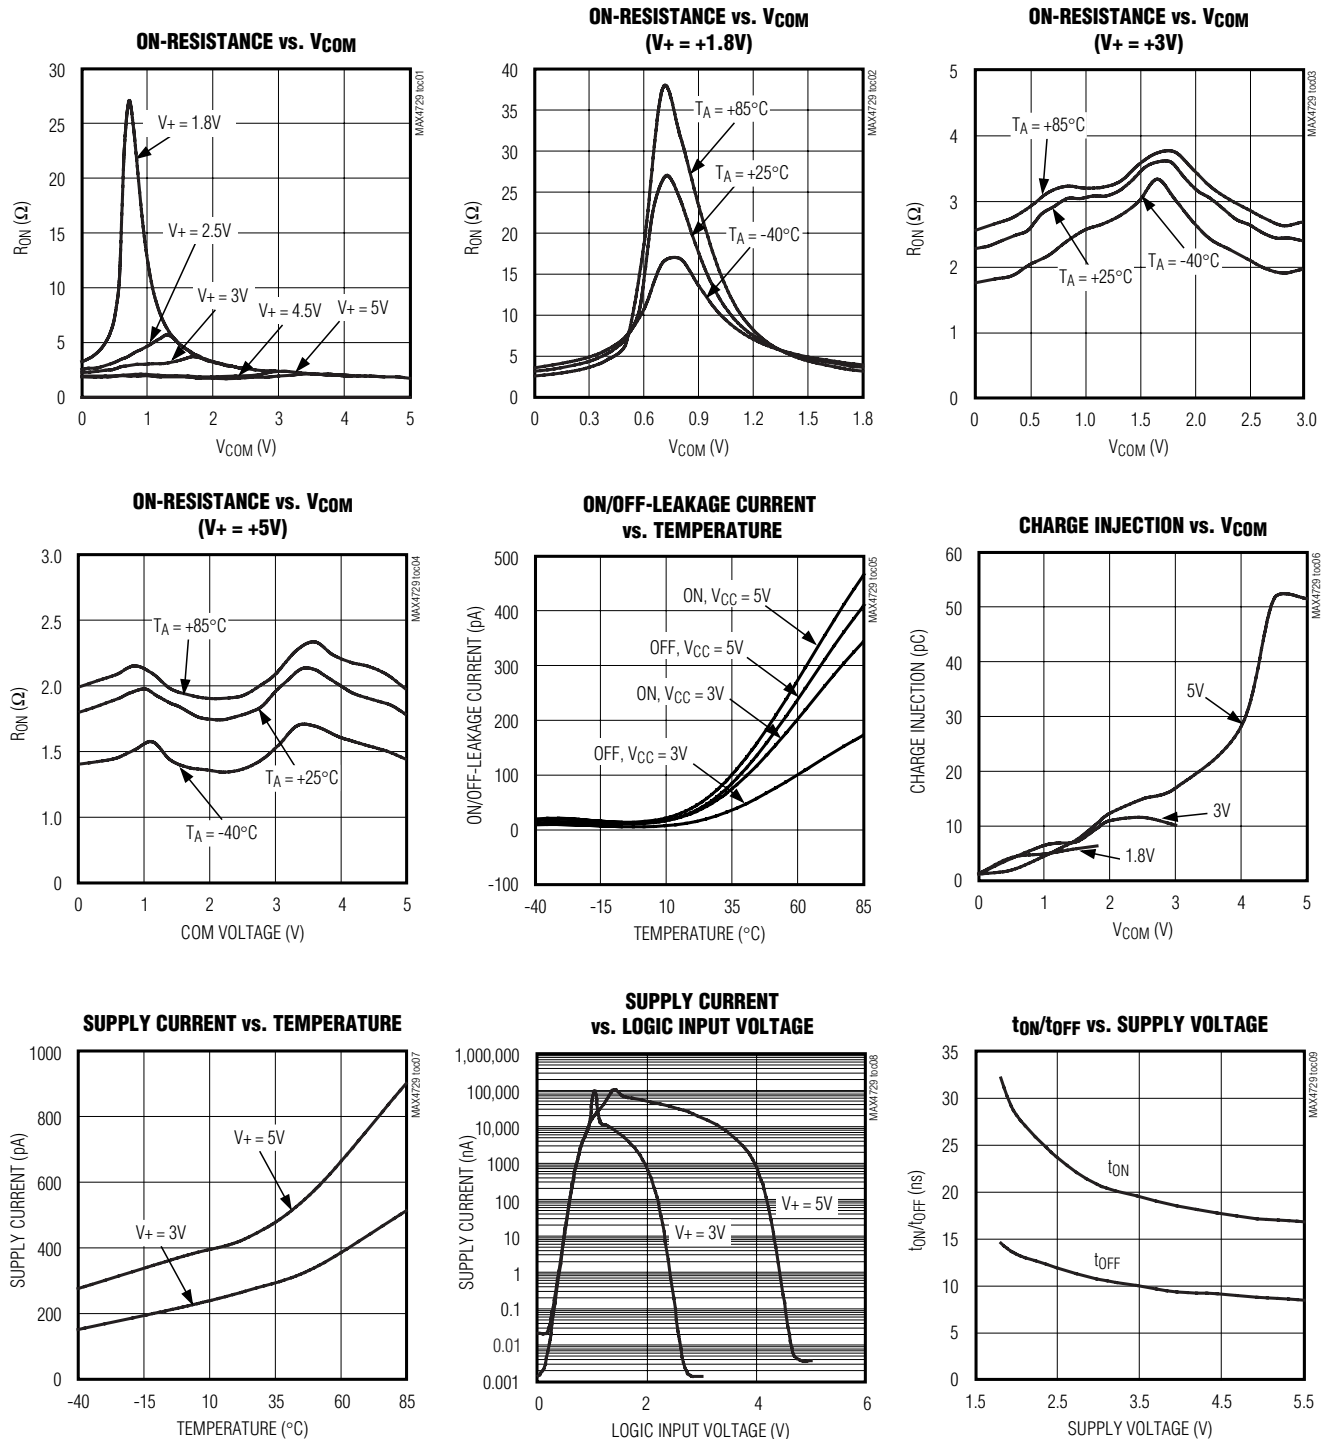 ON-RESISTANCE vs. VCOM
30
25
20
15
10
5
0
0 1 2 3 4 5
RON (Ω)
VCOM (V)
V+ = 1.8V
V+ = 2.5V
V+ = 3V
V+ = 4.5V
V+ = 5V
MAX4729 toc01
ON-RESISTANCE vs. VCOM
(V+ = +1.8V)
40
35
30
25
20
15
10
5
0
0 0.3 0.6 0.9 1.2 1.5 1.8
RON (Ω)
VCOM (V)
TA = +85°C
TA = +25°C
TA = -40°C
MAX4729 toc02
ON-RESISTANCE vs. VCOM
(V+ = +3V)
5
4
3
2
1
0
0 0.5 1.0 1.5 2.0 2.5 3.0
RON (Ω)
VCOM (V)
TA = +85°C
TA = +25°C
TA = -40°C
MAX4729 toc03
ON-RESISTANCE vs. VCOM
(V+ = +5V)
3.0
2.5
2.0
1.5
1.0
0
0 1 2 3 4 5
RON (Ω)
COM VOLTAGE (V)
TA = +85°C
TA = +25°C
TA = -40°C
MAX4729 toc04
ON/OFF-LEAKAGE CURRENT
vs. TEMPERATURE
500
400
300
200
100
0
-100
-40 -15 10 35 60 85
ON/OFF-LEAKAGE CURRENT (pA)
TEMPERATURE (°C)
ON, VCC = 5V
OFF, VCC = 5V
ON, VCC = 3V
OFF, VCC = 3V
MAX4729 toc05
CHARGE INJECTION vs. VCOM
60
50
40
30
20
10
0
0 1 2 3 4 5
CHARGE INJECTION (pC)
VCOM (V)
5V
3V
1.8V
MAX4729 toc06
SUPPLY CURRENT vs. TEMPERATURE
1000
800
600
400
200
0
-40 -15 10 35 60 85
SUPPLY CURRENT (pA)
TEMPERATURE (°C)
V+ = 5V
V+ = 3V
MAX4729 toc07
SUPPLY CURRENT
vs. LOGIC INPUT VOLTAGE
1,000,000
100,000
10,000
1000
100
10
1
0.1
0.01
0.001
0 2 4 6
SUPPLY CURRENT (nA)
LOGIC INPUT VOLTAGE (V)
V+ = 5V
V+ = 3V
MAX4729 toc08
tON/tOFF vs. SUPPLY VOLTAGE
35
30
25
20
15
10
5
0
1.5 2.5 3.5 4.5 5.5
tON/tOFF (ns)
SUPPLY VOLTAGE (V)
tON
tOFF
MAX4729 toc09